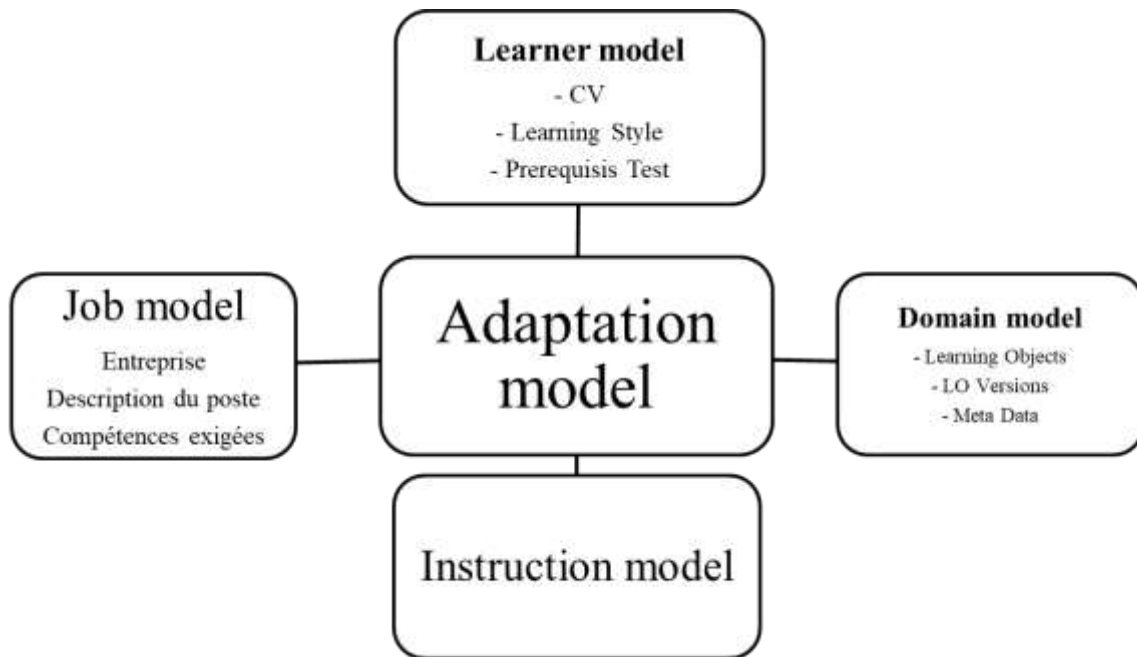 Learner model
- CV
- Learning Style
- Prerequisis Test
Job model
Entreprise
Description du poste
Compétences exigées
Adaptation
model
Domain model
- Learning Objects
- LO Versions
- Meta Data
Instruction model